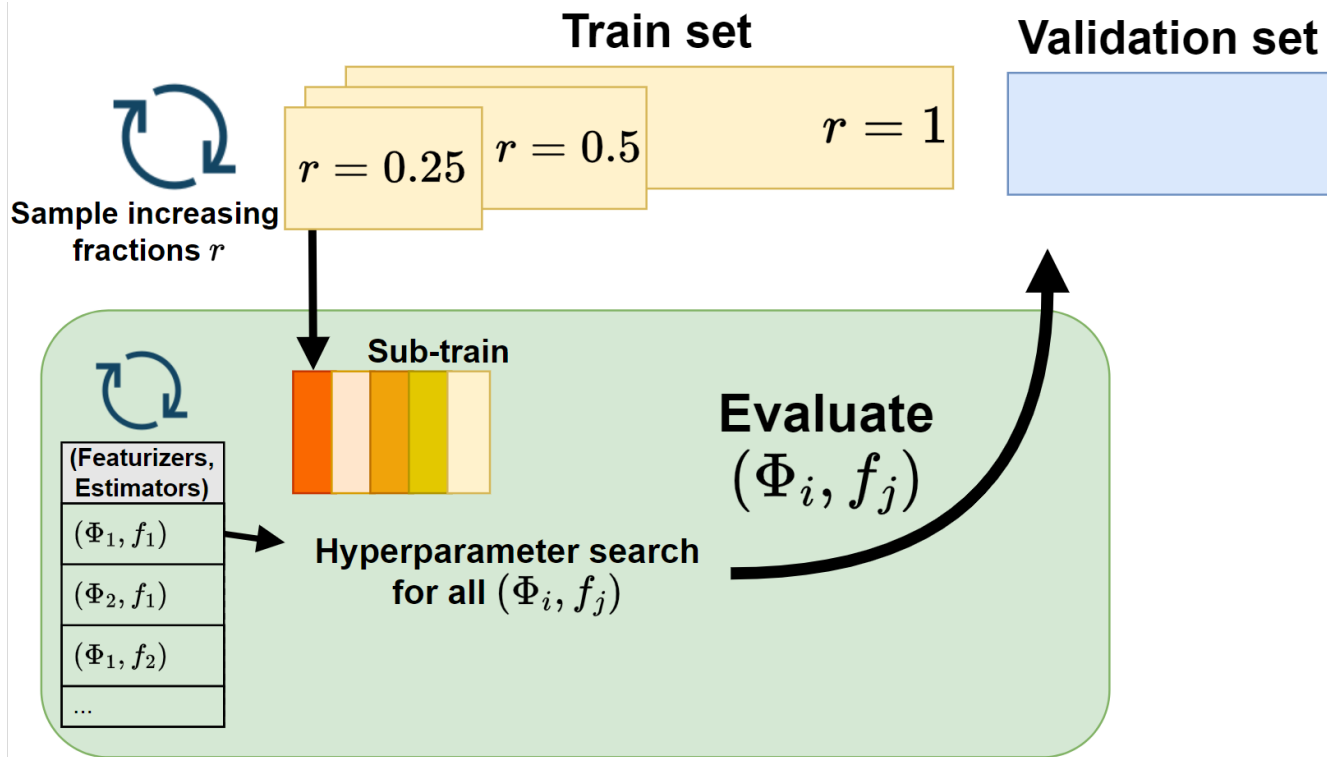 Train set
Validation set
r = 0.25
r = 0.5
r = 1
Sample increasing
fractions r
Sub-train
(Featurizers,
Estimators)
(Φ₁, f₁)
(Φ₂, f₁)
(Φ₁, f₂)
...
Hyperparameter search
for all (Φᵢ, fⱼ)
Evaluate
(Φᵢ, fⱼ)